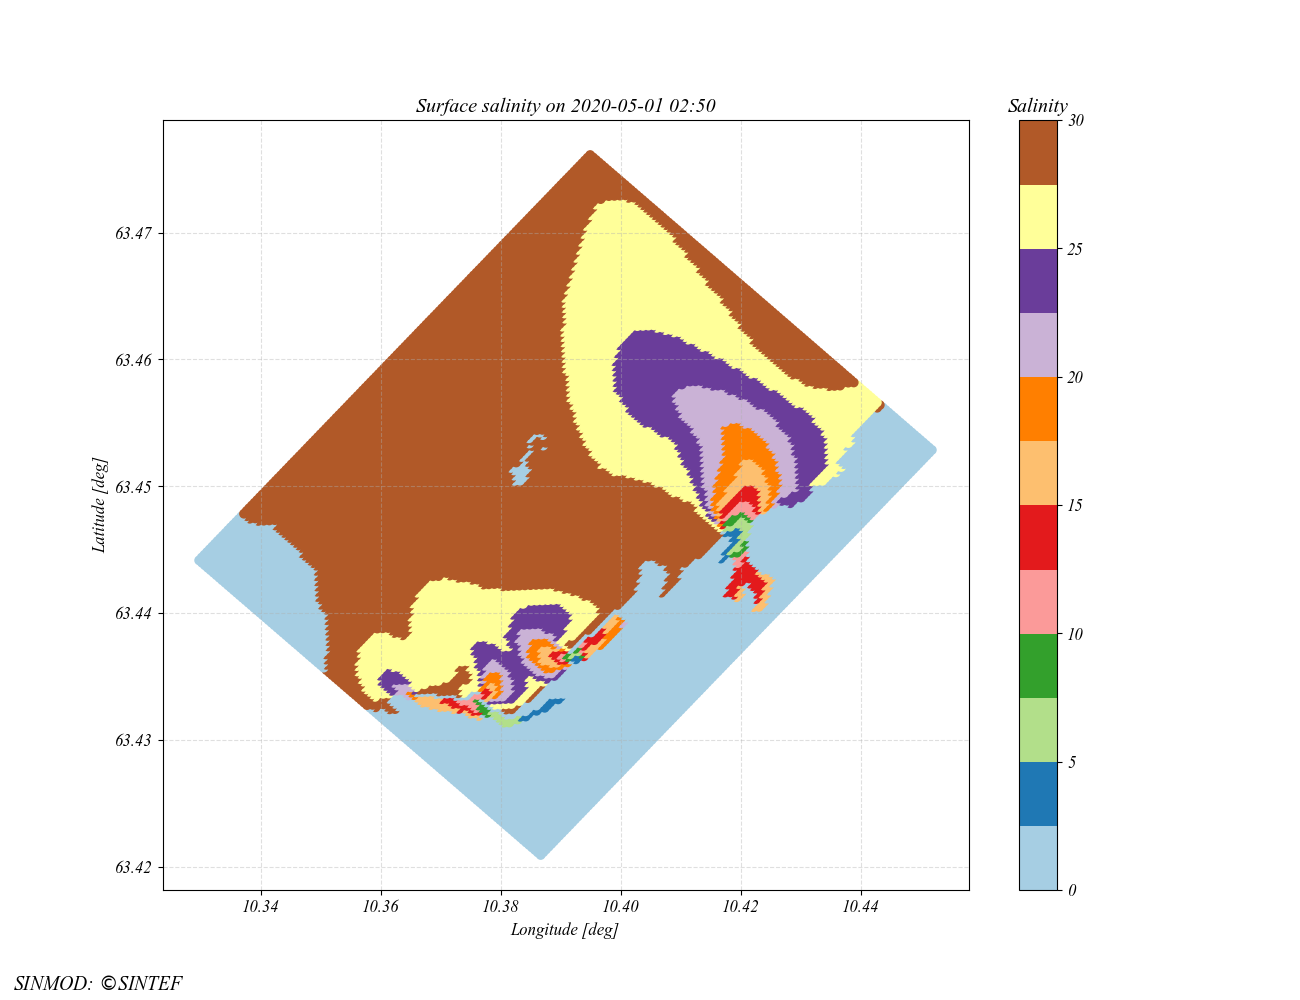 Surface salinity on 2020-05-01 02:50
Salinity
30
25
20
15
10
5
0
63.47
63.46
63.45
63.44
63.43
63.42
Latitude [deg]
10.34 10.36 10.38 10.40 10.42 10.44
Longitude [deg]
SINMOD: ©SINTEF